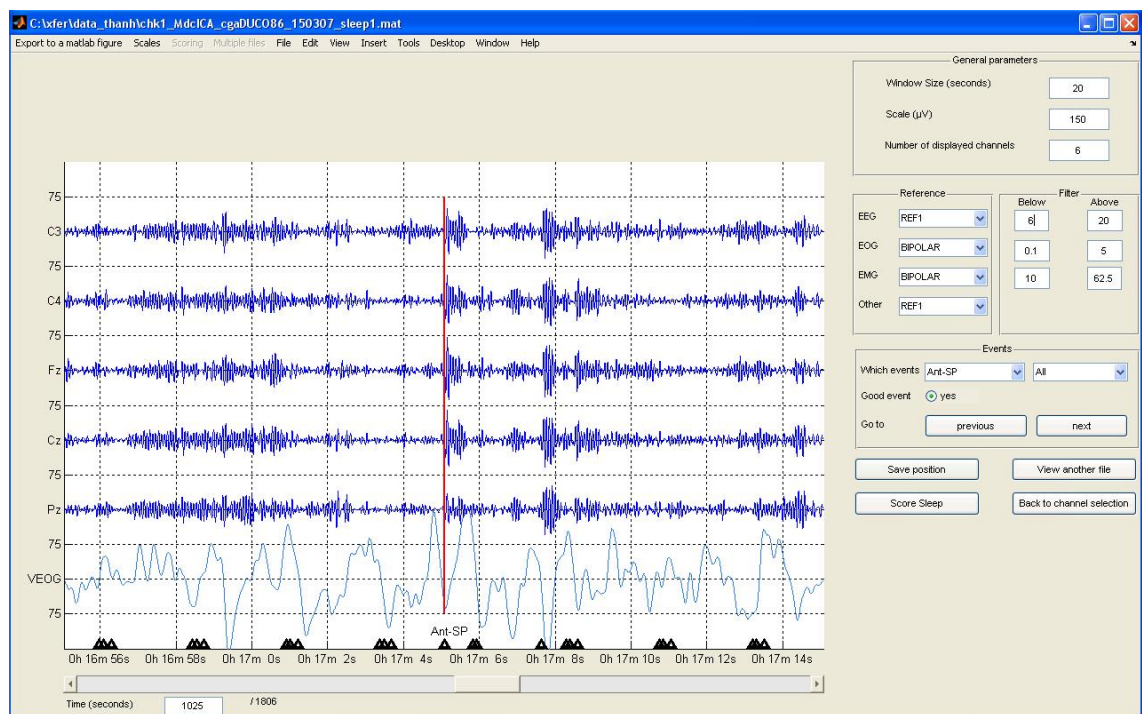 C:\xfer\data_thanh\chk1_MdcICA_cgaDUCO86_150307_sleep1.mat
Export to a matlab figure Scales Scoring Multiple files File Edit View Insert Tools Desktop Window Help
General parameters
Window Size (seconds) 20
Scale (µV) 150
Number of displayed channels 6
Reference
EEG REF1
EOG BIPOLAR
EMG BIPOLAR
Other REF1
Filter
Below Above
6 20
0.1 5
10 62.5
Events
Which events Ant-SP All
Good event yes
Go to previous next
Save position View another file
Score Sleep Back to channel selection
75
C3
75
C4
75
Fz
75
Cz
75
Pz
75
VEOG
75
Ant-SP
0h 16m 56s 0h 16m 58s 0h 17m 0s 0h 17m 2s 0h 17m 4s 0h 17m 6s 0h 17m 8s 0h 17m 10s 0h 17m 12s 0h 17m 14s
Time (seconds) 1025 / 1806